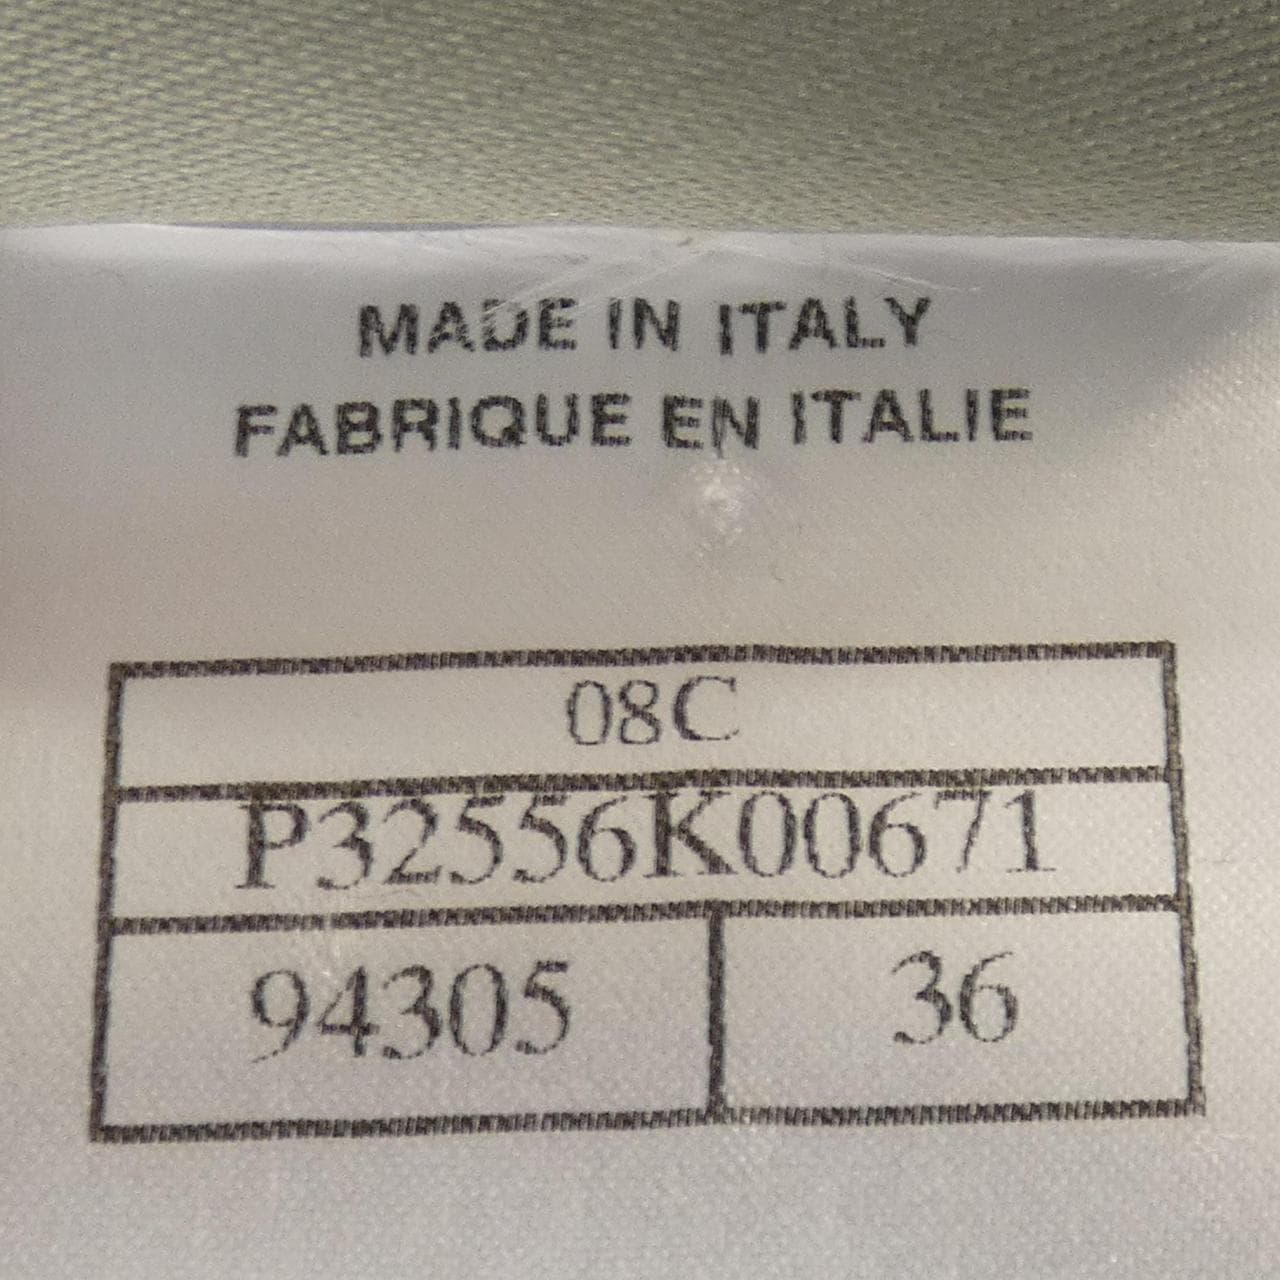 MADE IN ITALY
FABRIQUE EN ITALIE
08C
P32556K00671
94305 36